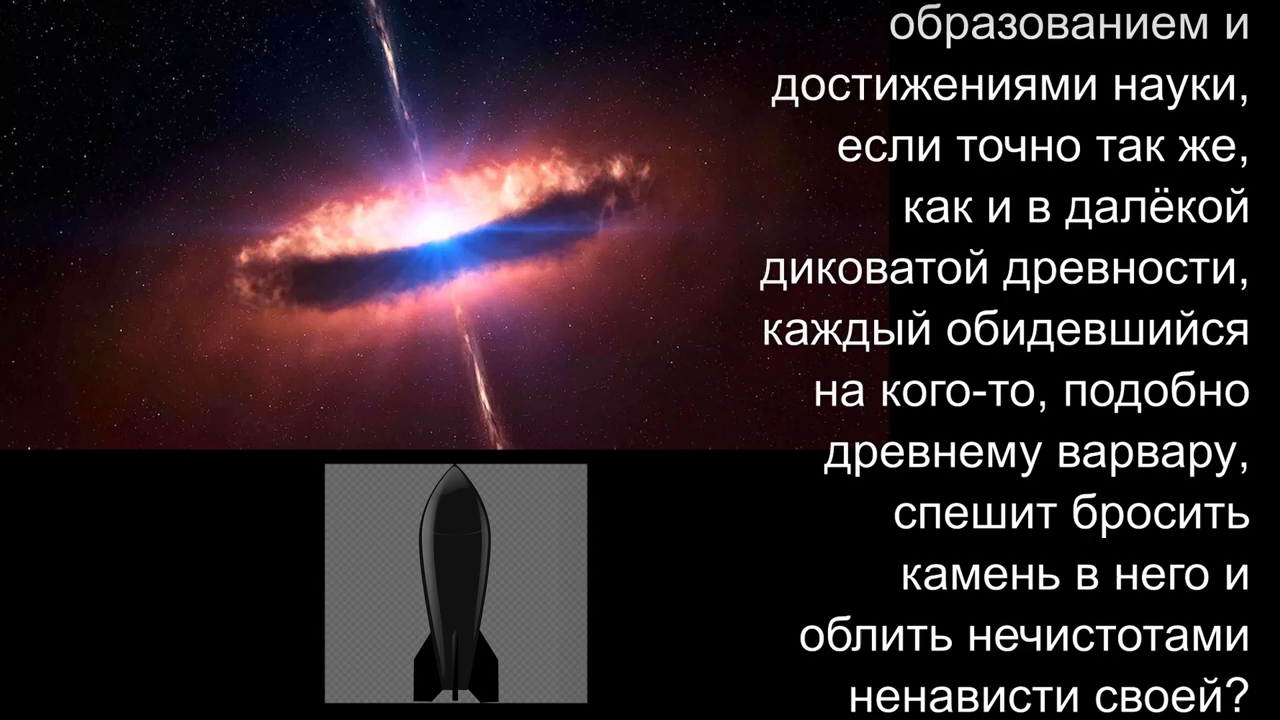 образованием и
достижениями науки,
если точно так же,
как и в далёкой
диковатой древности,
каждый обидевшийся
на кого-то, подобно
древнему варвару,
спешит бросить
камень в него и
облить нечистотами
ненависти своей?